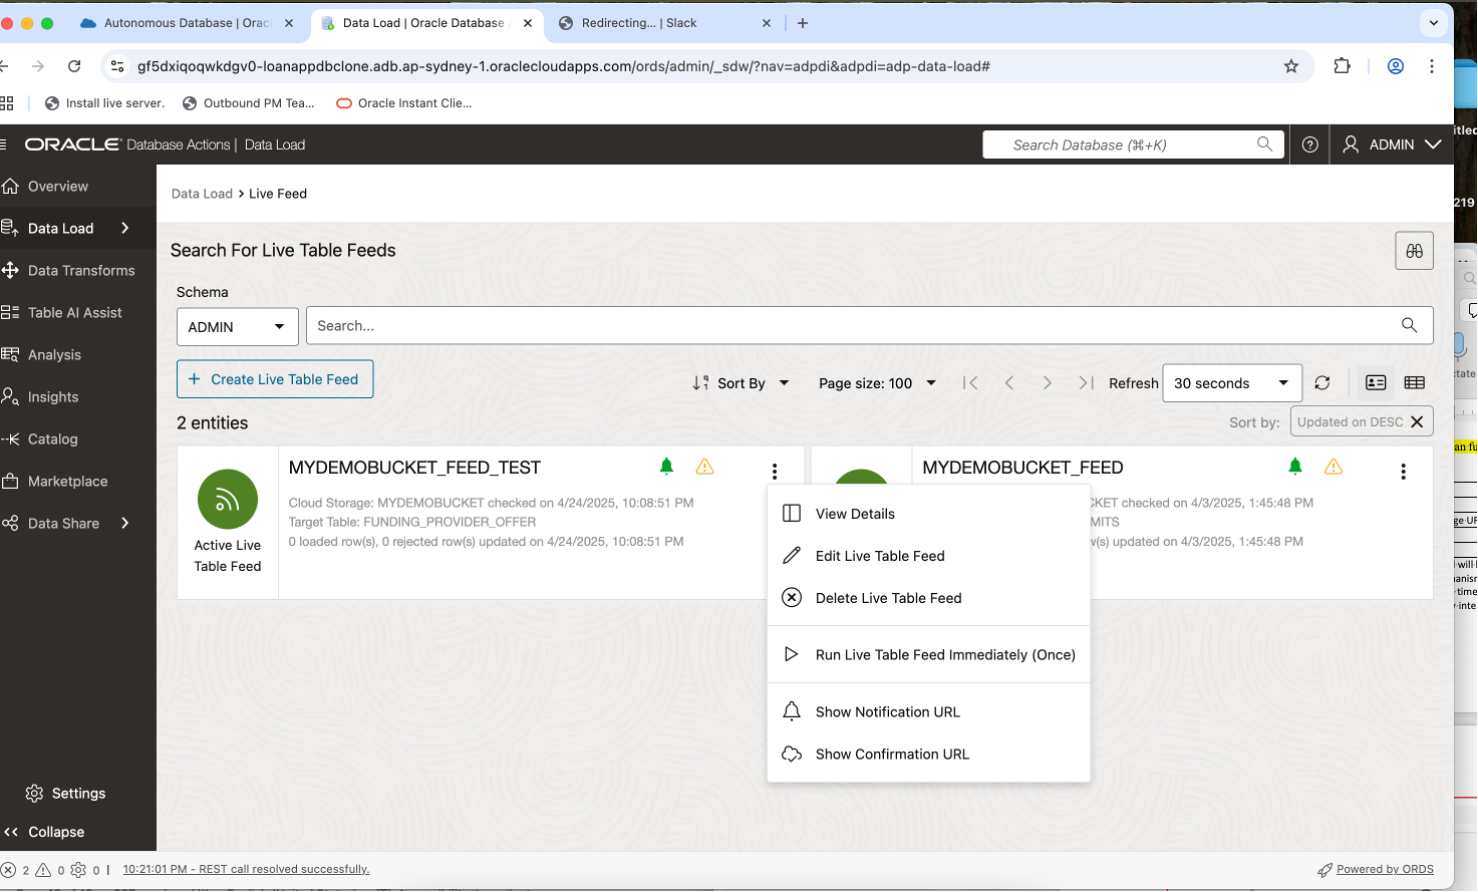 Autonomous Database | Orac
Data Load | Oracle Database
Redirecting... | Slack
gf5dxiqoqwkdgv0-loanappdbclone.adb.ap-sydney-1.oraclecloudapps.com/ords/admin/_sdw/?nav=adpdi&adpdi=adp-data-load#
Install live server.
Outbound PM Tea...
Oracle Instant Clie...
ORACLE Database Actions | Data Load
Search Database (⌘+K)
ADMIN
Overview
Data Load
Data Transforms
Table AI Assist
Analysis
Insights
Catalog
Marketplace
Data Share
Settings
Collapse
Data Load > Live Feed
Search For Live Table Feeds
Schema
ADMIN
Search...
+ Create Live Table Feed
Sort By
Page size: 100
Refresh
30 seconds
2 entities
Sort by:
Updated on DESC
Active Live
Table Feed
MYDEMOBUCKET_FEED_TEST
Cloud Storage: MYDEMOBUCKET checked on 4/24/2025, 10:08:51 PM
Target Table: FUNDING_PROVIDER_OFFER
0 loaded row(s), 0 rejected row(s) updated on 4/24/2025, 10:08:51 PM
MYDEMOBUCKET_FEED
CKET checked on 4/3/2025, 1:45:48 PM
MITS
w(s) updated on 4/3/2025, 1:45:48 PM
View Details
Edit Live Table Feed
Delete Live Table Feed
Run Live Table Feed Immediately (Once)
Show Notification URL
Show Confirmation URL
2 0 0 | 10:21:01 PM - REST call resolved successfully.
Powered by ORDS
219